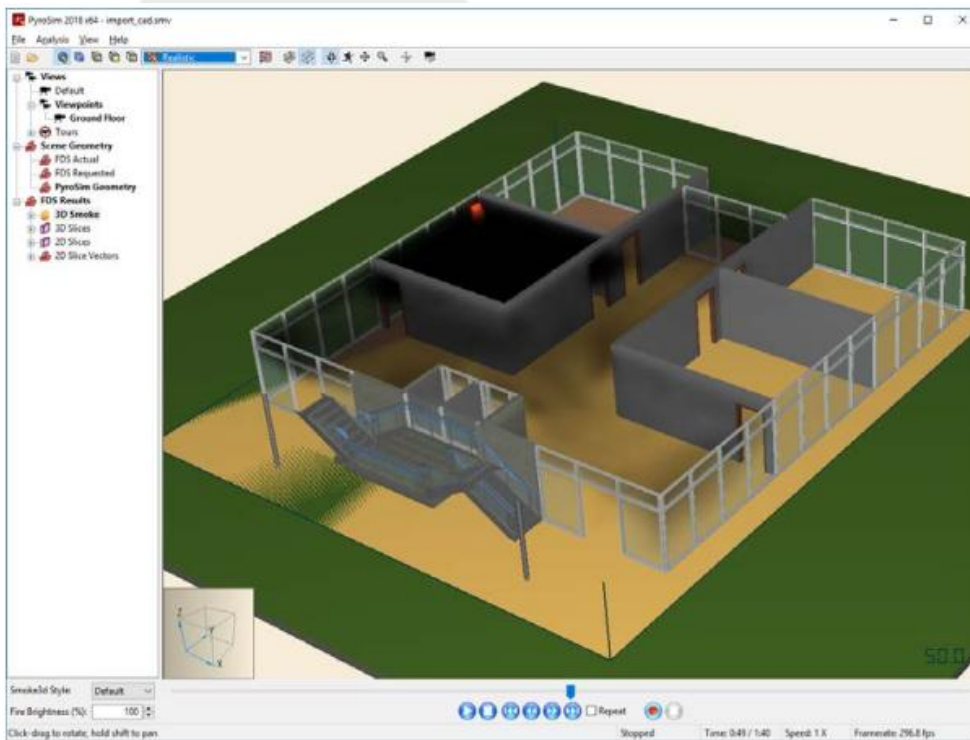 PyroSim 2018 x64 - import_cad.smv
File Analysis View Help
Realistic
Views
Default
Viewpoints
Ground Floor
Tours
Scene Geometry
FDS Actual
FDS Requested
PyroSim Geometry
FDS Results
3D Smoke
3D Slices
2D Slices
2D Slice Vectors
Z
Y
X
50.0
Smoke3d Style: Default
Fire Brightness (%): 100
Repeat
Click-drag to rotate, hold shift to pan
Stopped Time: 0:49 / 1:40 Speed: 1 X Framerate: 296.8 fps